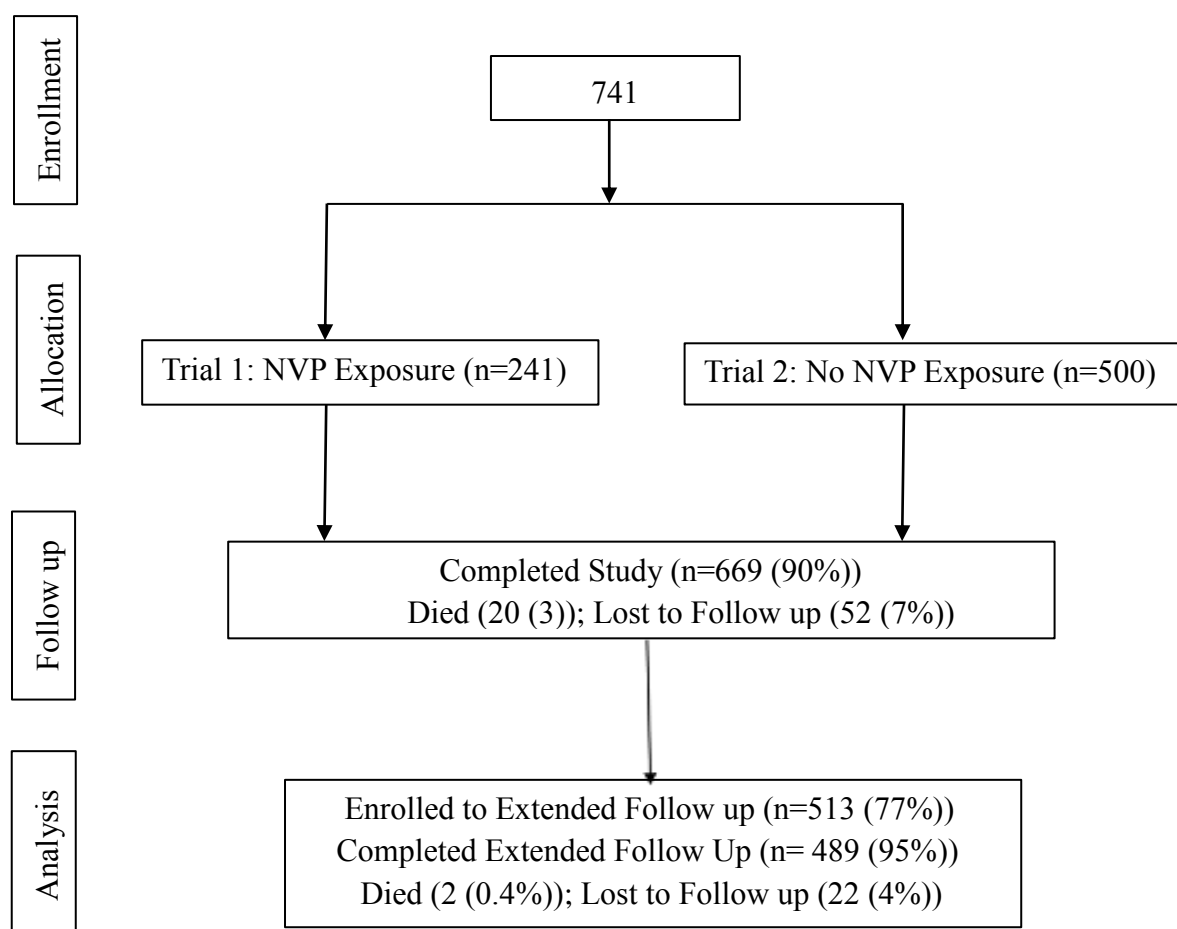 Enrollment
741
Allocation
Trial 1: NVP Exposure (n=241)
Trial 2: No NVP Exposure (n=500)
Follow up
Completed Study (n=669 (90%))
Died (20 (3)); Lost to Follow up (52 (7%))
Analysis
Enrolled to Extended Follow up (n=513 (77%))
Completed Extended Follow Up (n= 489 (95%))
Died (2 (0.4%)); Lost to Follow up (22 (4%))